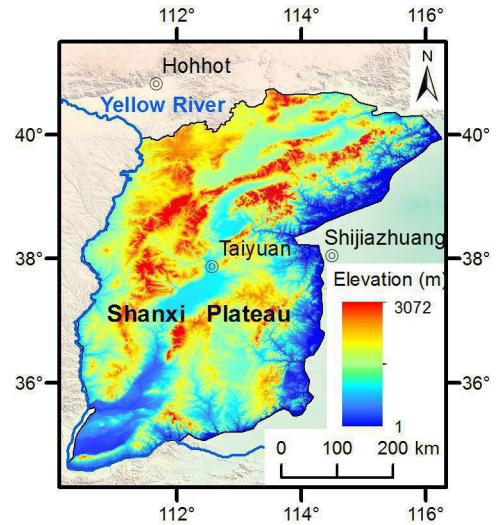 112° 114° 116°
Hohhot
N
Yellow River
40° 40°
Taiyuan
Shijiazhuang
38° 38°
Elevation (m)
3072
Shanxi Plateau
36° 36°
1
0 100 200 km
112° 114° 116°